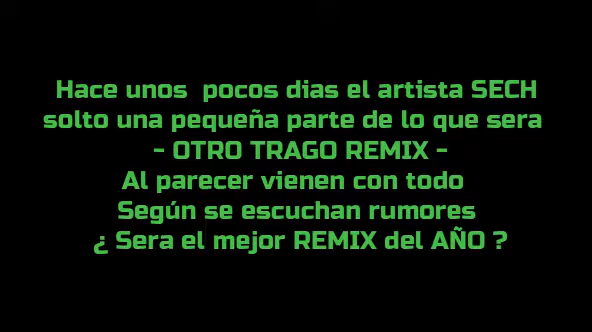 Hace unos pocos dias el artista SECH
solto una pequeña parte de lo que sera
- OTRO TRAGO REMIX -
Al parecer vienen con todo
Según se escuchan rumores
¿ Sera el mejor REMIX del AÑO ?